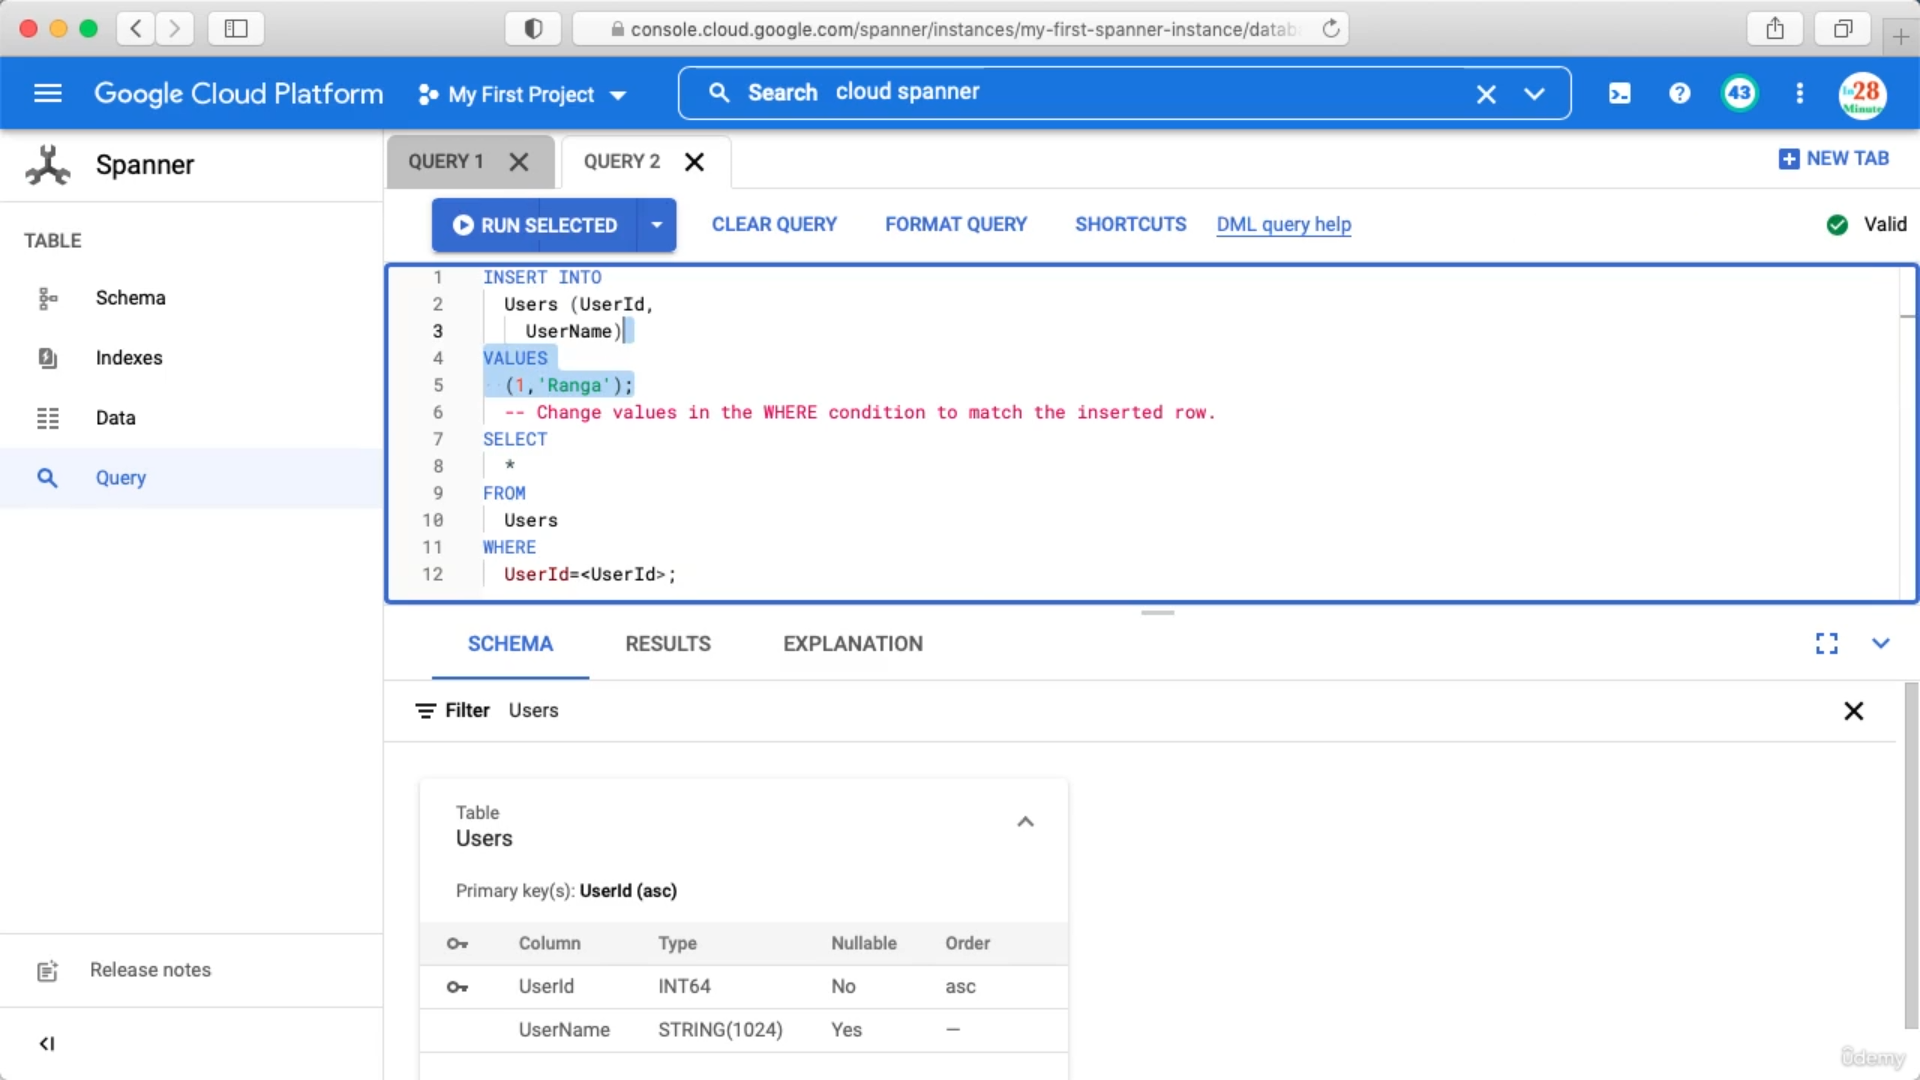 console.cloud.google.com/spanner/instances/my-first-spanner-instance/datab
Google Cloud Platform
My First Project
Search cloud spanner
43
in28
Minutes
Spanner
QUERY 1
QUERY 2
NEW TAB
RUN SELECTED
CLEAR QUERY
FORMAT QUERY
SHORTCUTS
DML query help
Valid
TABLE
Schema
Indexes
Data
Query
Release notes
1 INSERT INTO
2 Users (UserId,
3 UserName)
4 VALUES
5 (1,'Ranga');
6 -- Change values in the WHERE condition to match the inserted row.
7 SELECT
8 *
9 FROM
10 Users
11 WHERE
12 UserId=<UserId>;
SCHEMA
RESULTS
EXPLANATION
Filter Users
Table
Users
Primary key(s): UserId (asc)
Column Type Nullable Order
UserId INT64 No asc
UserName STRING(1024) Yes —
ûdemy